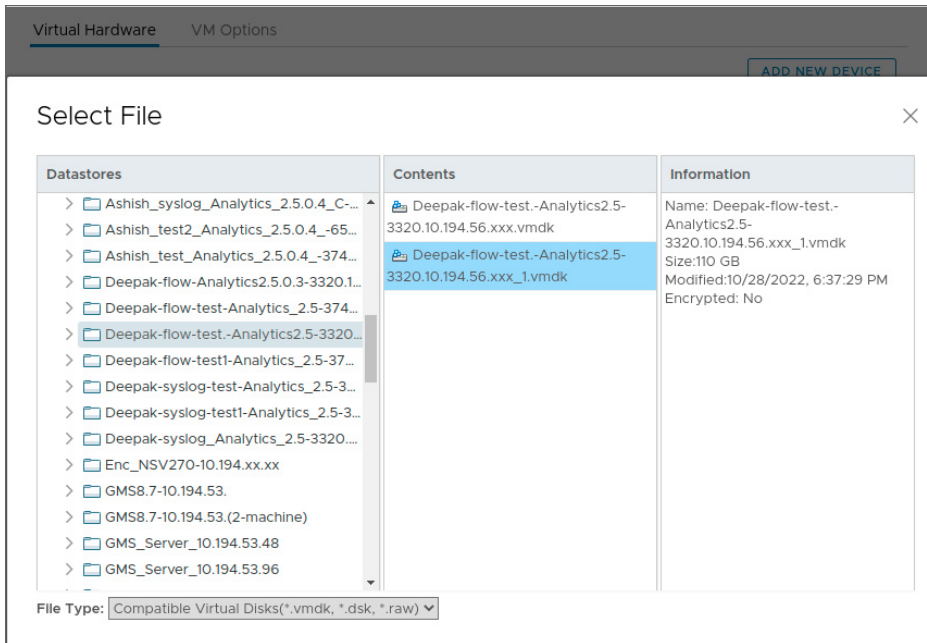 Virtual Hardware
VM Options
ADD NEW DEVICE
Select File
Datastores
Ashish_syslog_Analytics_2.5.0.4_C-...
Ashish_test2_Analytics_2.5.0.4_-65...
Ashish_test_Analytics_2.5.0.4_-374...
Deepak-flow-Analytics2.5.0.3-3320.1...
Deepak-flow-test-Analytics_2.5-374...
Deepak-flow-test.-Analytics2.5-3320...
Deepak-flow-test1-Analytics_2.5-37...
Deepak-syslog-test-Analytics_2.5-3...
Deepak-syslog-test1-Analytics_2.5-3...
Deepak-syslog_Analytics_2.5-3320....
Enc_NSV270-10.194.xx.xx
GMS8.7-10.194.53.
GMS8.7-10.194.53.(2-machine)
GMS_Server_10.194.53.48
GMS_Server_10.194.53.96
Contents
Deepak-flow-test.-Analytics2.5-
3320.10.194.56.xxx.vmdk
Deepak-flow-test.-Analytics2.5-
3320.10.194.56.xxx_1.vmdk
Information
Name: Deepak-flow-test.-
Analytics2.5-
3320.10.194.56.xxx_1.vmdk
Size:110 GB
Modified:10/28/2022, 6:37:29 PM
Encrypted: No
File Type: Compatible Virtual Disks(*.vmdk, *.dsk, *.raw)